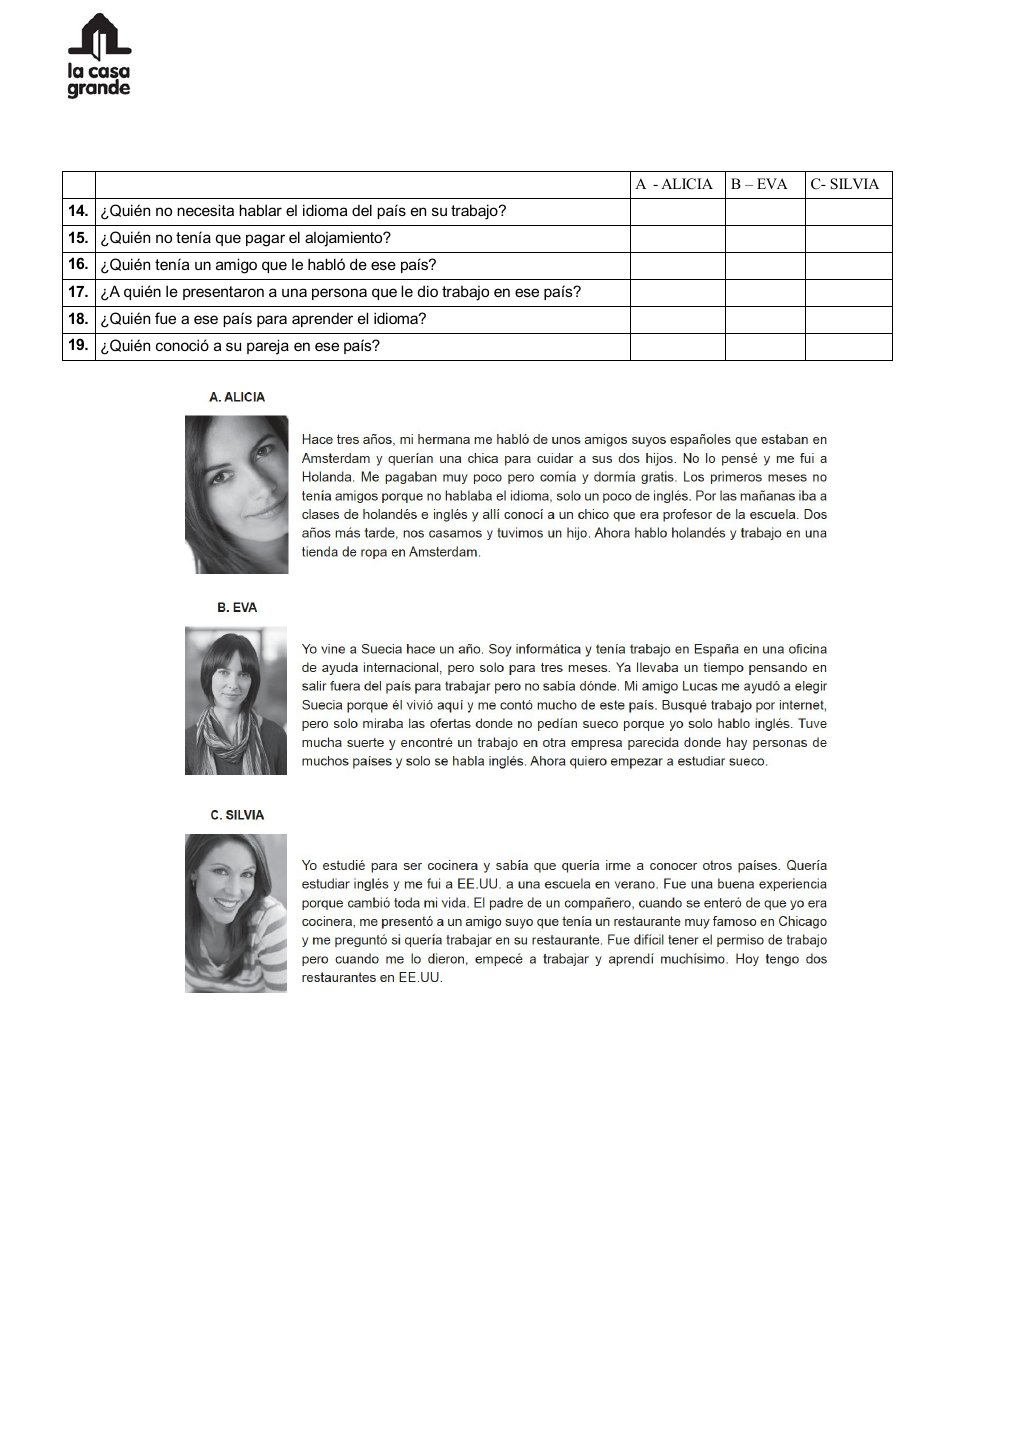 la casa
grande
A - ALICIA B – EVA C- SILVIA
14. ¿Quién no necesita hablar el idioma del país en su trabajo?
15. ¿Quién no tenía que pagar el alojamiento?
16. ¿Quién tenía un amigo que le habló de ese país?
17. ¿A quién le presentaron a una persona que le dio trabajo en ese país?
18. ¿Quién fue a ese país para aprender el idioma?
19. ¿Quién conoció a su pareja en ese país?
A. ALICIA
Hace tres años, mi hermana me habló de unos amigos suyos españoles que estaban en
Amsterdam y querían una chica para cuidar a sus dos hijos. No lo pensé y me fui a
Holanda. Me pagaban muy poco pero comía y dormía gratis. Los primeros meses no
tenía amigos porque no hablaba el idioma, solo un poco de inglés. Por las mañanas iba a
clases de holandés e inglés y allí conocí a un chico que era profesor de la escuela. Dos
años más tarde, nos casamos y tuvimos un hijo. Ahora hablo holandés y trabajo en una
tienda de ropa en Amsterdam.
B. EVA
Yo vine a Suecia hace un año. Soy informática y tenía trabajo en España en una oficina
de ayuda internacional, pero solo para tres meses. Ya llevaba un tiempo pensando en
salir fuera del país para trabajar pero no sabía dónde. Mi amigo Lucas me ayudó a elegir
Suecia porque él vivió aquí y me contó mucho de este país. Busqué trabajo por internet,
pero solo miraba las ofertas donde no pedían sueco porque yo solo hablo inglés. Tuve
mucha suerte y encontré un trabajo en otra empresa parecida donde hay personas de
muchos países y solo se habla inglés. Ahora quiero empezar a estudiar sueco.
C. SILVIA
Yo estudié para ser cocinera y sabía que quería irme a conocer otros países. Quería
estudiar inglés y me fui a EE.UU. a una escuela en verano. Fue una buena experiencia
porque cambió toda mi vida. El padre de un compañero, cuando se enteró de que yo era
cocinera, me presentó a un amigo suyo que tenía un restaurante muy famoso en Chicago
y me preguntó si quería trabajar en su restaurante. Fue difícil tener el permiso de trabajo
pero cuando me lo dieron, empecé a trabajar y aprendí muchísimo. Hoy tengo dos
restaurantes en EE.UU.